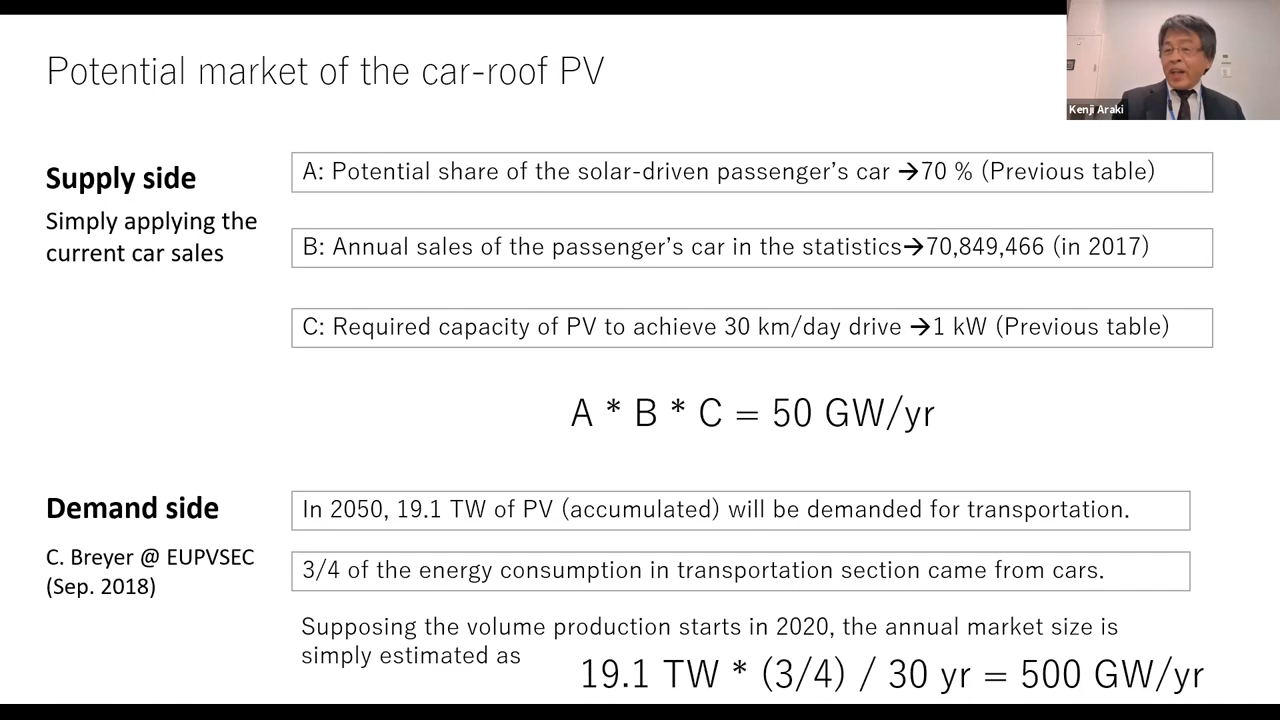 Potential market of the car-roof PV
Kenji Araki
Supply side
Simply applying the
current car sales
A: Potential share of the solar-driven passenger's car →70 % (Previous table)
B: Annual sales of the passenger's car in the statistics→70,849,466 (in 2017)
C: Required capacity of PV to achieve 30 km/day drive →1 kW (Previous table)
A * B * C = 50 GW/yr
Demand side
C. Breyer @ EUPVSEC
(Sep. 2018)
In 2050, 19.1 TW of PV (accumulated) will be demanded for transportation.
3/4 of the energy consumption in transportation section came from cars.
Supposing the volume production starts in 2020, the annual market size is
simply estimated as
19.1 TW * (3/4) / 30 yr = 500 GW/yr